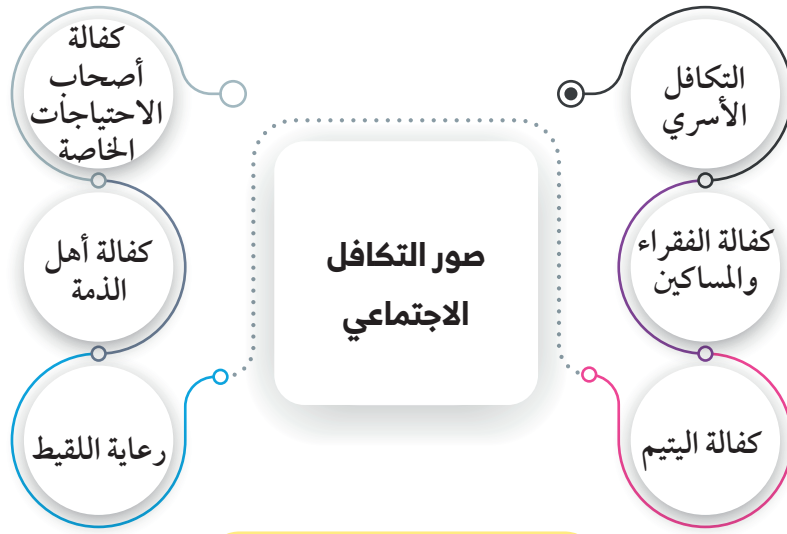 صور التكافل
الاجتماعي
التكافل
الأسري
كفالة الفقراء
والمساكين
كفالة اليتيم
كفالة
أصحاب
الاحتياجات
الخاصة
كفالة أهل
الذمة
رعاية اللقيط